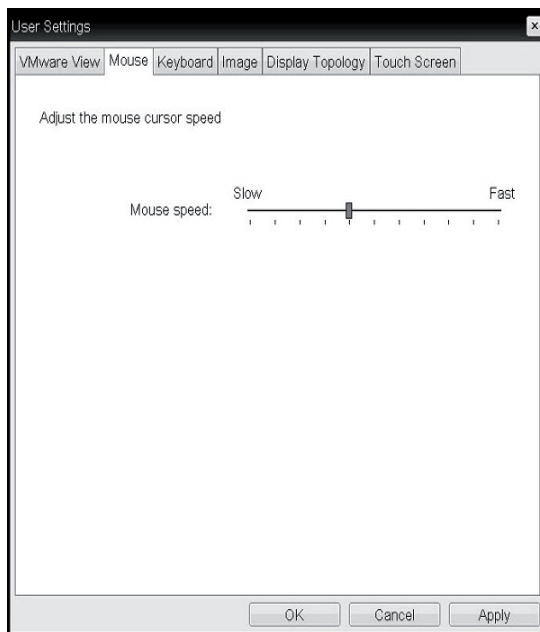 User Settings x
VMware View Mouse Keyboard Image Display Topology Touch Screen
Adjust the mouse cursor speed
Slow Fast
Mouse speed:
OK Cancel Apply